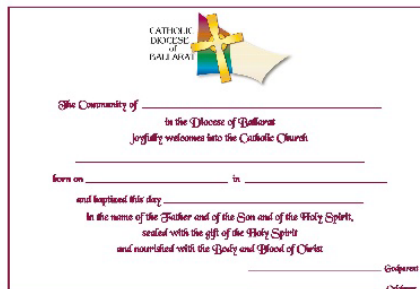 CATHOLIC
DIOCESE
of
BALLARAT
The Community of
in the Diocese of Ballarat
joyfully welcomes into the Catholic Church
born on in
and baptized this day
in the name of the Father and of the Son and of the Holy Spirit,
sealed with the gift of the Holy Spirit
and nourished with the Body and Blood of Christ
Godparent